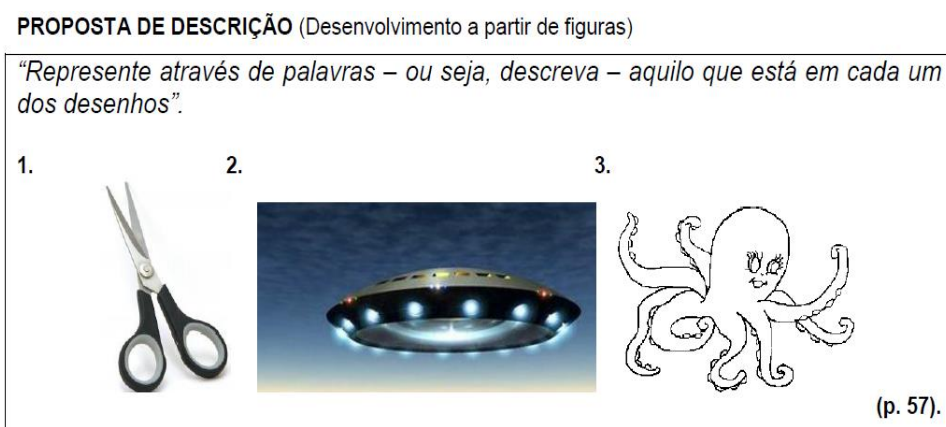 PROPOSTA DE DESCRIÇÃO (Desenvolvimento a partir de figuras)
“Represente através de palavras – ou seja, descreva – aquilo que está em cada um
dos desenhos”.
1. 2. 3.
(p. 57).